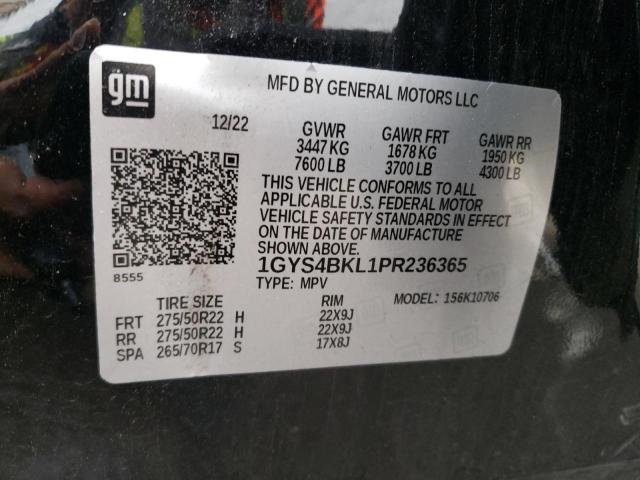 gm
MFD BY GENERAL MOTORS LLC
12/22 GVWR GAWR FRT GAWR RR
3447 KG 1678 KG 1950 KG
7600 LB 3700 LB 4300 LB
THIS VEHICLE CONFORMS TO ALL
APPLICABLE U.S. FEDERAL MOTOR
VEHICLE SAFETY STANDARDS IN EFFECT
ON THE DATE OF MANUFACTURE
SHOWN ABOVE.
8555
1GYS4BKL1PR236365
TYPE: MPV
TIRE SIZE RIM MODEL: 156K10706
FRT 275/50R22 H 22X9J
RR 275/50R22 H 22X9J
SPA 265/70R17 S 17X8J